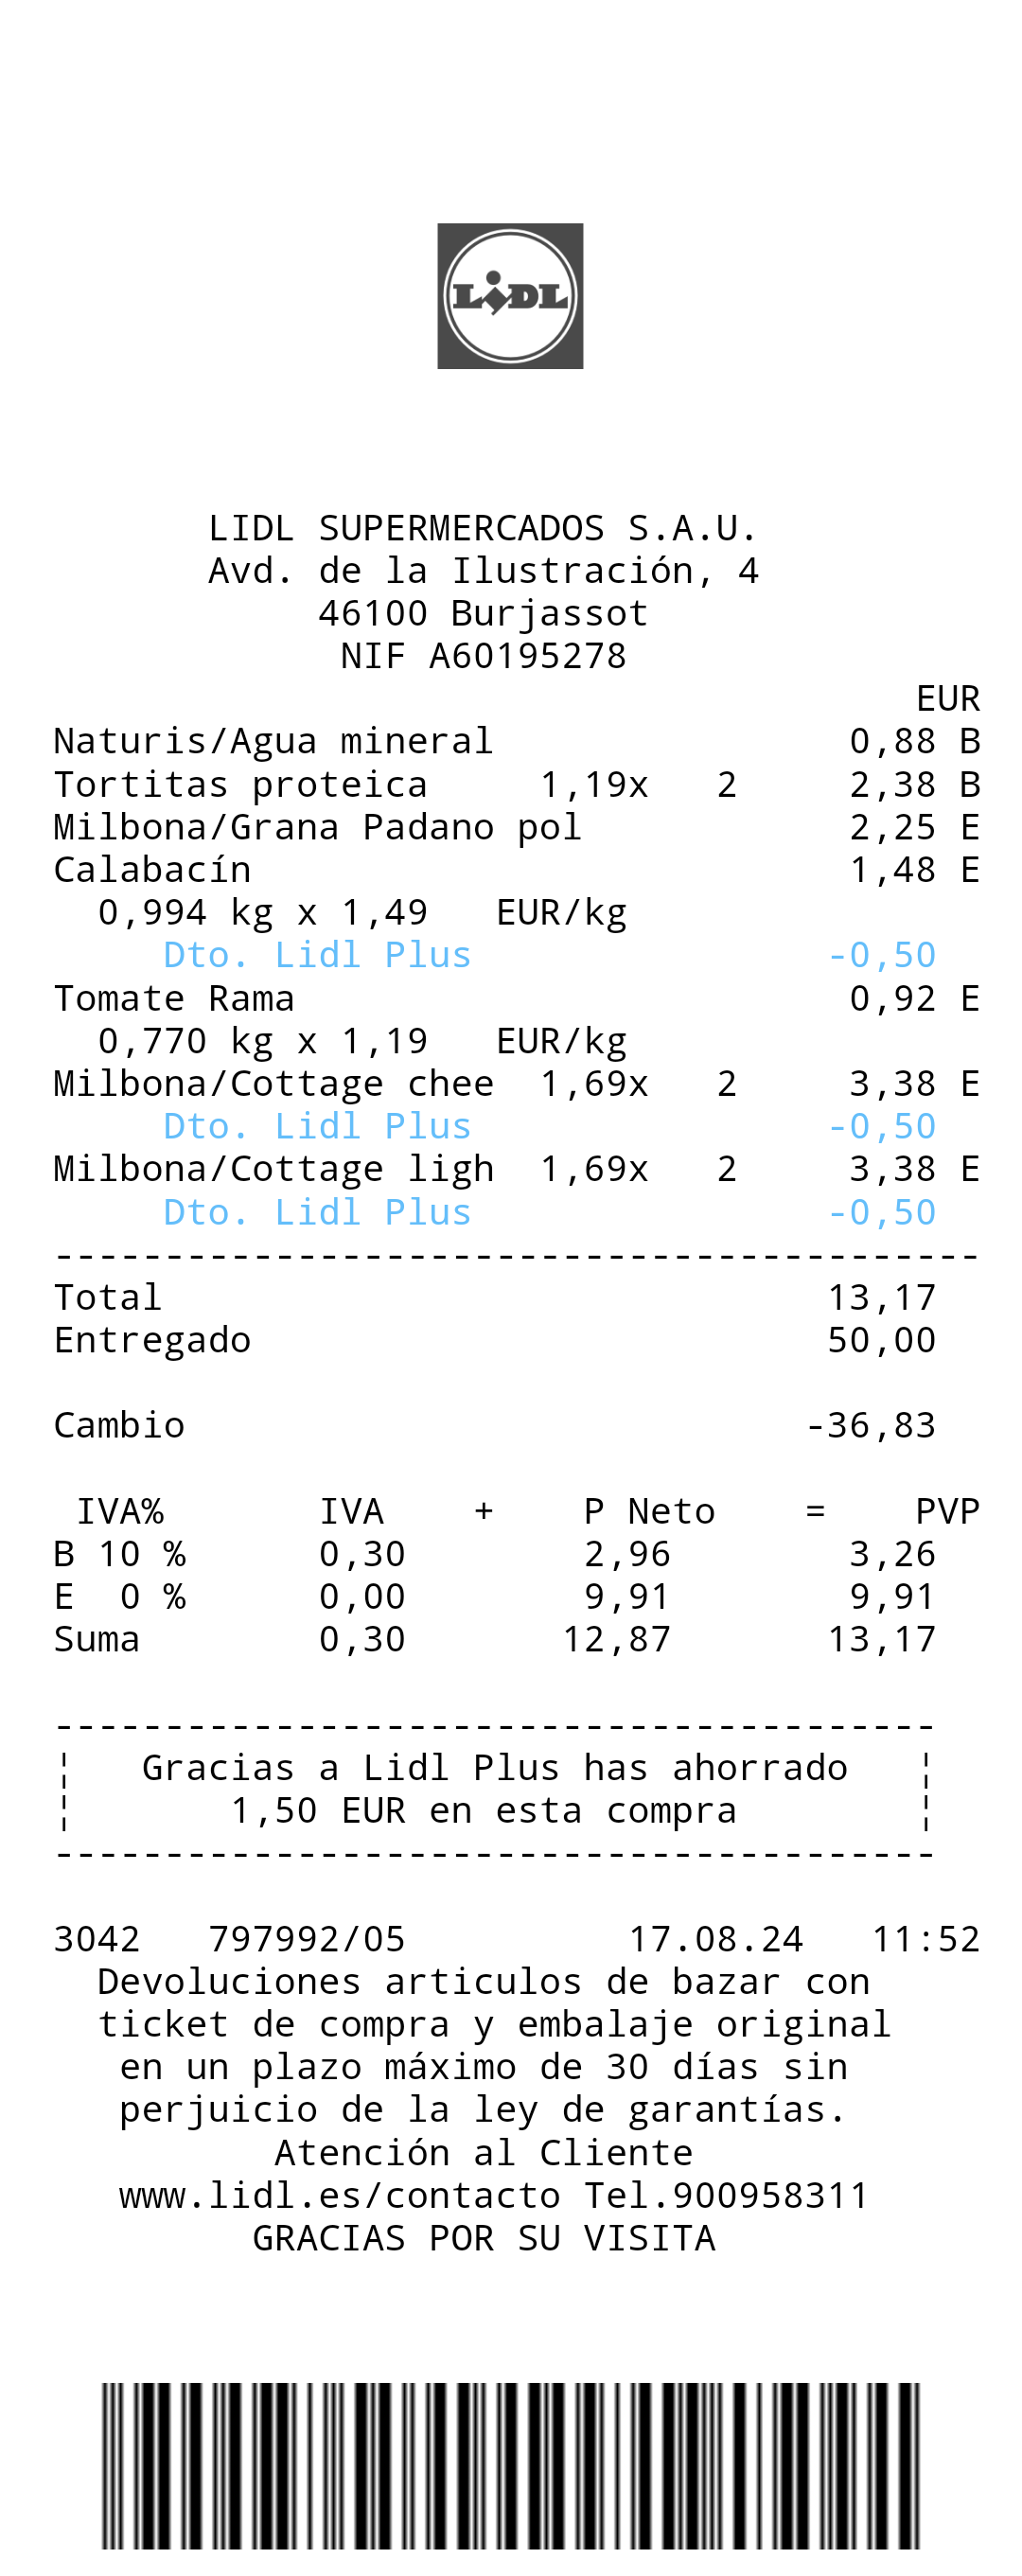 LIDL
LIDL SUPERMERCADOS S.A.U.
Avd. de la Ilustración, 4
46100 Burjassot
NIF A60195278
EUR
Naturis/Agua mineral 0,88 B
Tortitas proteica 1,19x 2 2,38 B
Milbona/Grana Padano pol 2,25 E
Calabacín 1,48 E
0,994 kg x 1,49 EUR/kg
Dto. Lidl Plus -0,50
Tomate Rama 0,92 E
0,770 kg x 1,19 EUR/kg
Milbona/Cottage chee 1,69x 2 3,38 E
Dto. Lidl Plus -0,50
Milbona/Cottage ligh 1,69x 2 3,38 E
Dto. Lidl Plus -0,50
------------------------------------------
Total 13,17
Entregado 50,00
Cambio -36,83
IVA% IVA + P Neto = PVP
B 10 % 0,30 2,96 3,26
E 0 % 0,00 9,91 9,91
Suma 0,30 12,87 13,17
----------------------------------------
¦ Gracias a Lidl Plus has ahorrado ¦
¦ 1,50 EUR en esta compra ¦
----------------------------------------
3042 797992/05 17.08.24 11:52
Devoluciones articulos de bazar con
ticket de compra y embalaje original
en un plazo máximo de 30 días sin
perjuicio de la ley de garantías.
Atención al Cliente
www.lidl.es/contacto Tel.900958311
GRACIAS POR SU VISITA